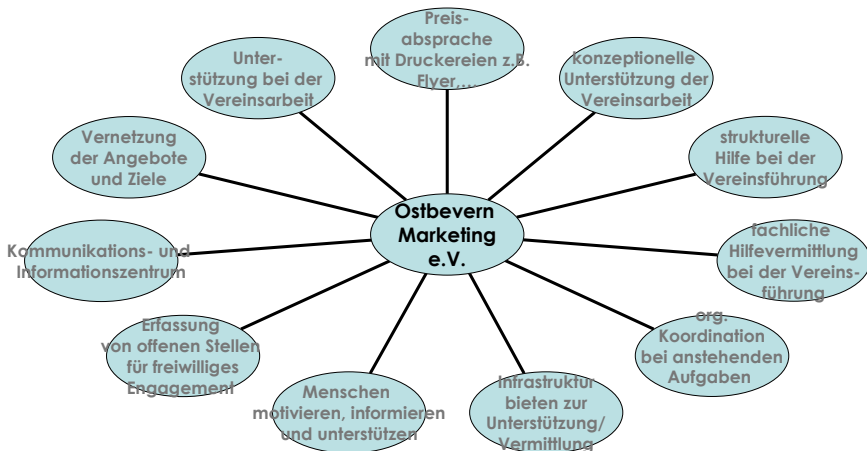 Preis-
absprache
mit Druckereien z.B.
Flyer,...
konzeptionelle
Unterstützung der
Vereinsarbeit
strukturelle
Hilfe bei der
Vereinsführung
fachliche
Hilfevermittlung
bei der Vereins-
führung
org.
Koordination
bei anstehenden
Aufgaben
Infrastruktur
bieten zur
Unterstützung/
Vermittlung
Menschen
motivieren, informieren
und unterstützen
Erfassung
von offenen Stellen
für freiwilliges
Engagement
Kommunikations- und
Informationszentrum
Vernetzung
der Angebote
und Ziele
Unter-
stützung bei der
Vereinsarbeit
Ostbevern
Marketing
e.V.